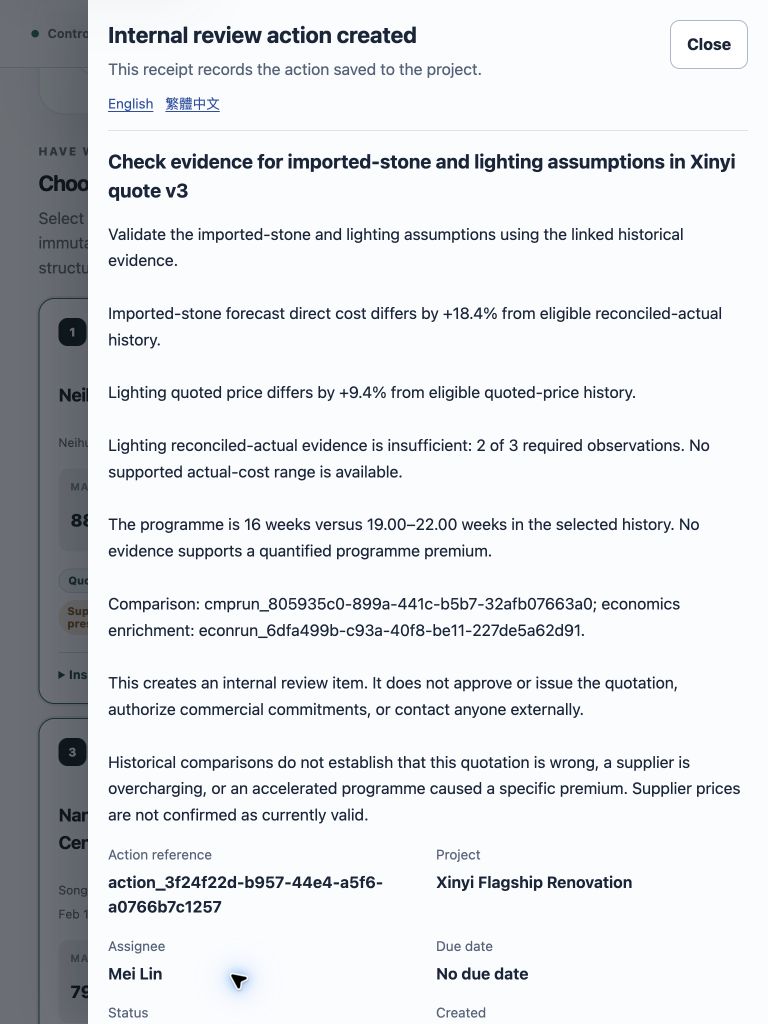 Internal review action created
Close
This receipt records the action saved to the project.
English 繁體中文
Check evidence for imported-stone and lighting assumptions in Xinyi
quote v3
Validate the imported-stone and lighting assumptions using the linked historical
evidence.
Imported-stone forecast direct cost differs by +18.4% from eligible reconciled-actual
history.
Lighting quoted price differs by +9.4% from eligible quoted-price history.
Lighting reconciled-actual evidence is insufficient: 2 of 3 required observations. No
supported actual-cost range is available.
The programme is 16 weeks versus 19.00–22.00 weeks in the selected history. No
evidence supports a quantified programme premium.
Comparison: cmprun_805935c0-899a-441c-b5b7-32afb07663a0; economics
enrichment: econrun_6dfa499b-c93a-40f8-be11-227de5a62d91.
This creates an internal review item. It does not approve or issue the quotation,
authorize commercial commitments, or contact anyone externally.
Historical comparisons do not establish that this quotation is wrong, a supplier is
overcharging, or an accelerated programme caused a specific premium. Supplier prices
are not confirmed as currently valid.
Action reference
action_3f24f22d-b957-44e4-a5f6-
a0766b7c1257
Project
Xinyi Flagship Renovation
Assignee
Mei Lin
Due date
No due date
Status
Created
HAVE
Select
1
3
Feb 1